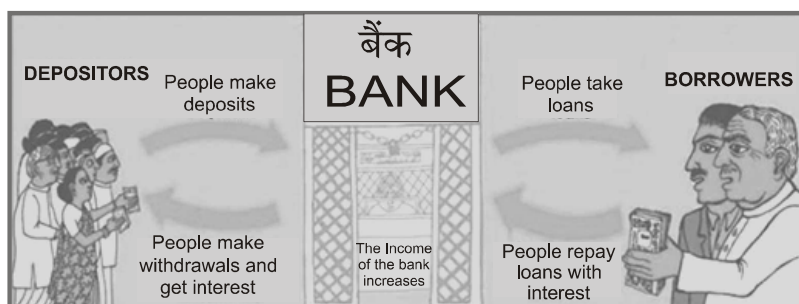 DEPOSITORS
People make
deposits
People make
withdrawals and
get interest
बैंक
BANK
The Income
of the bank
increases
People take
loans
BORROWERS
People repay
loans with
interest